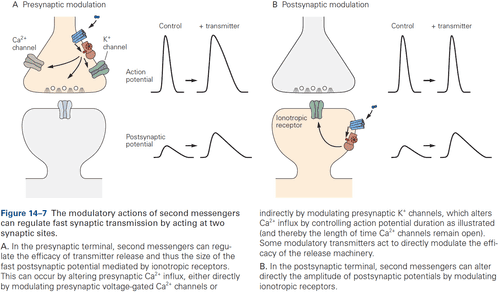 A Presynaptic modulation
Ca2+
channel
K+
channel
Control
+ transmitter
Action
potential
Postsynaptic
potential
B Postsynaptic modulation
Control
+ transmitter
Ionotropic
receptor
Figure 14–7 The modulatory actions of second messengers
can regulate fast synaptic transmission by acting at two
synaptic sites.
A. In the presynaptic terminal, second messengers can regu-
late the efficacy of transmitter release and thus the size of the
fast postsynaptic potential mediated by ionotropic receptors.
This can occur by altering presynaptic Ca2+ influx, either directly
by modulating presynaptic voltage-gated Ca2+ channels or
indirectly by modulating presynaptic K+ channels, which alters
Ca2+ influx by controlling action potential duration as illustrated
(and thereby the length of time Ca2+ channels remain open).
Some modulatory transmitters act to directly modulate the effi-
cacy of the release machinery.
B. In the postsynaptic terminal, second messengers can alter
directly the amplitude of postsynaptic potentials by modulating
ionotropic receptors.